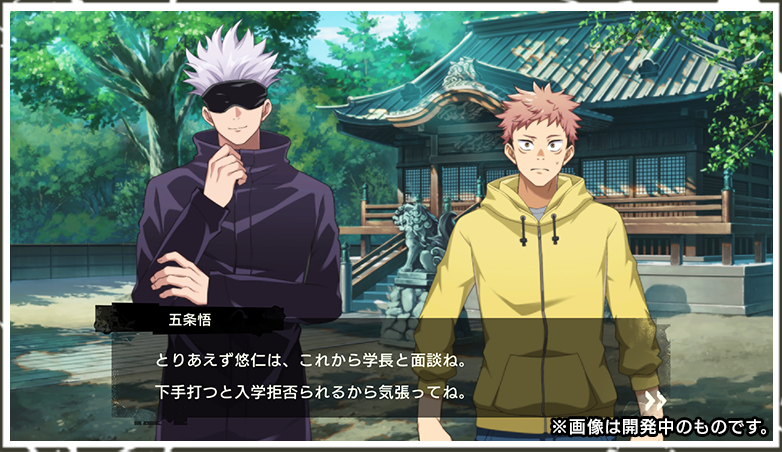 五条悟
とりあえず悠仁は、これから学長と面談ね。
下手打つと入学拒否られるから気張ってね。
※画像は開発中のものです。